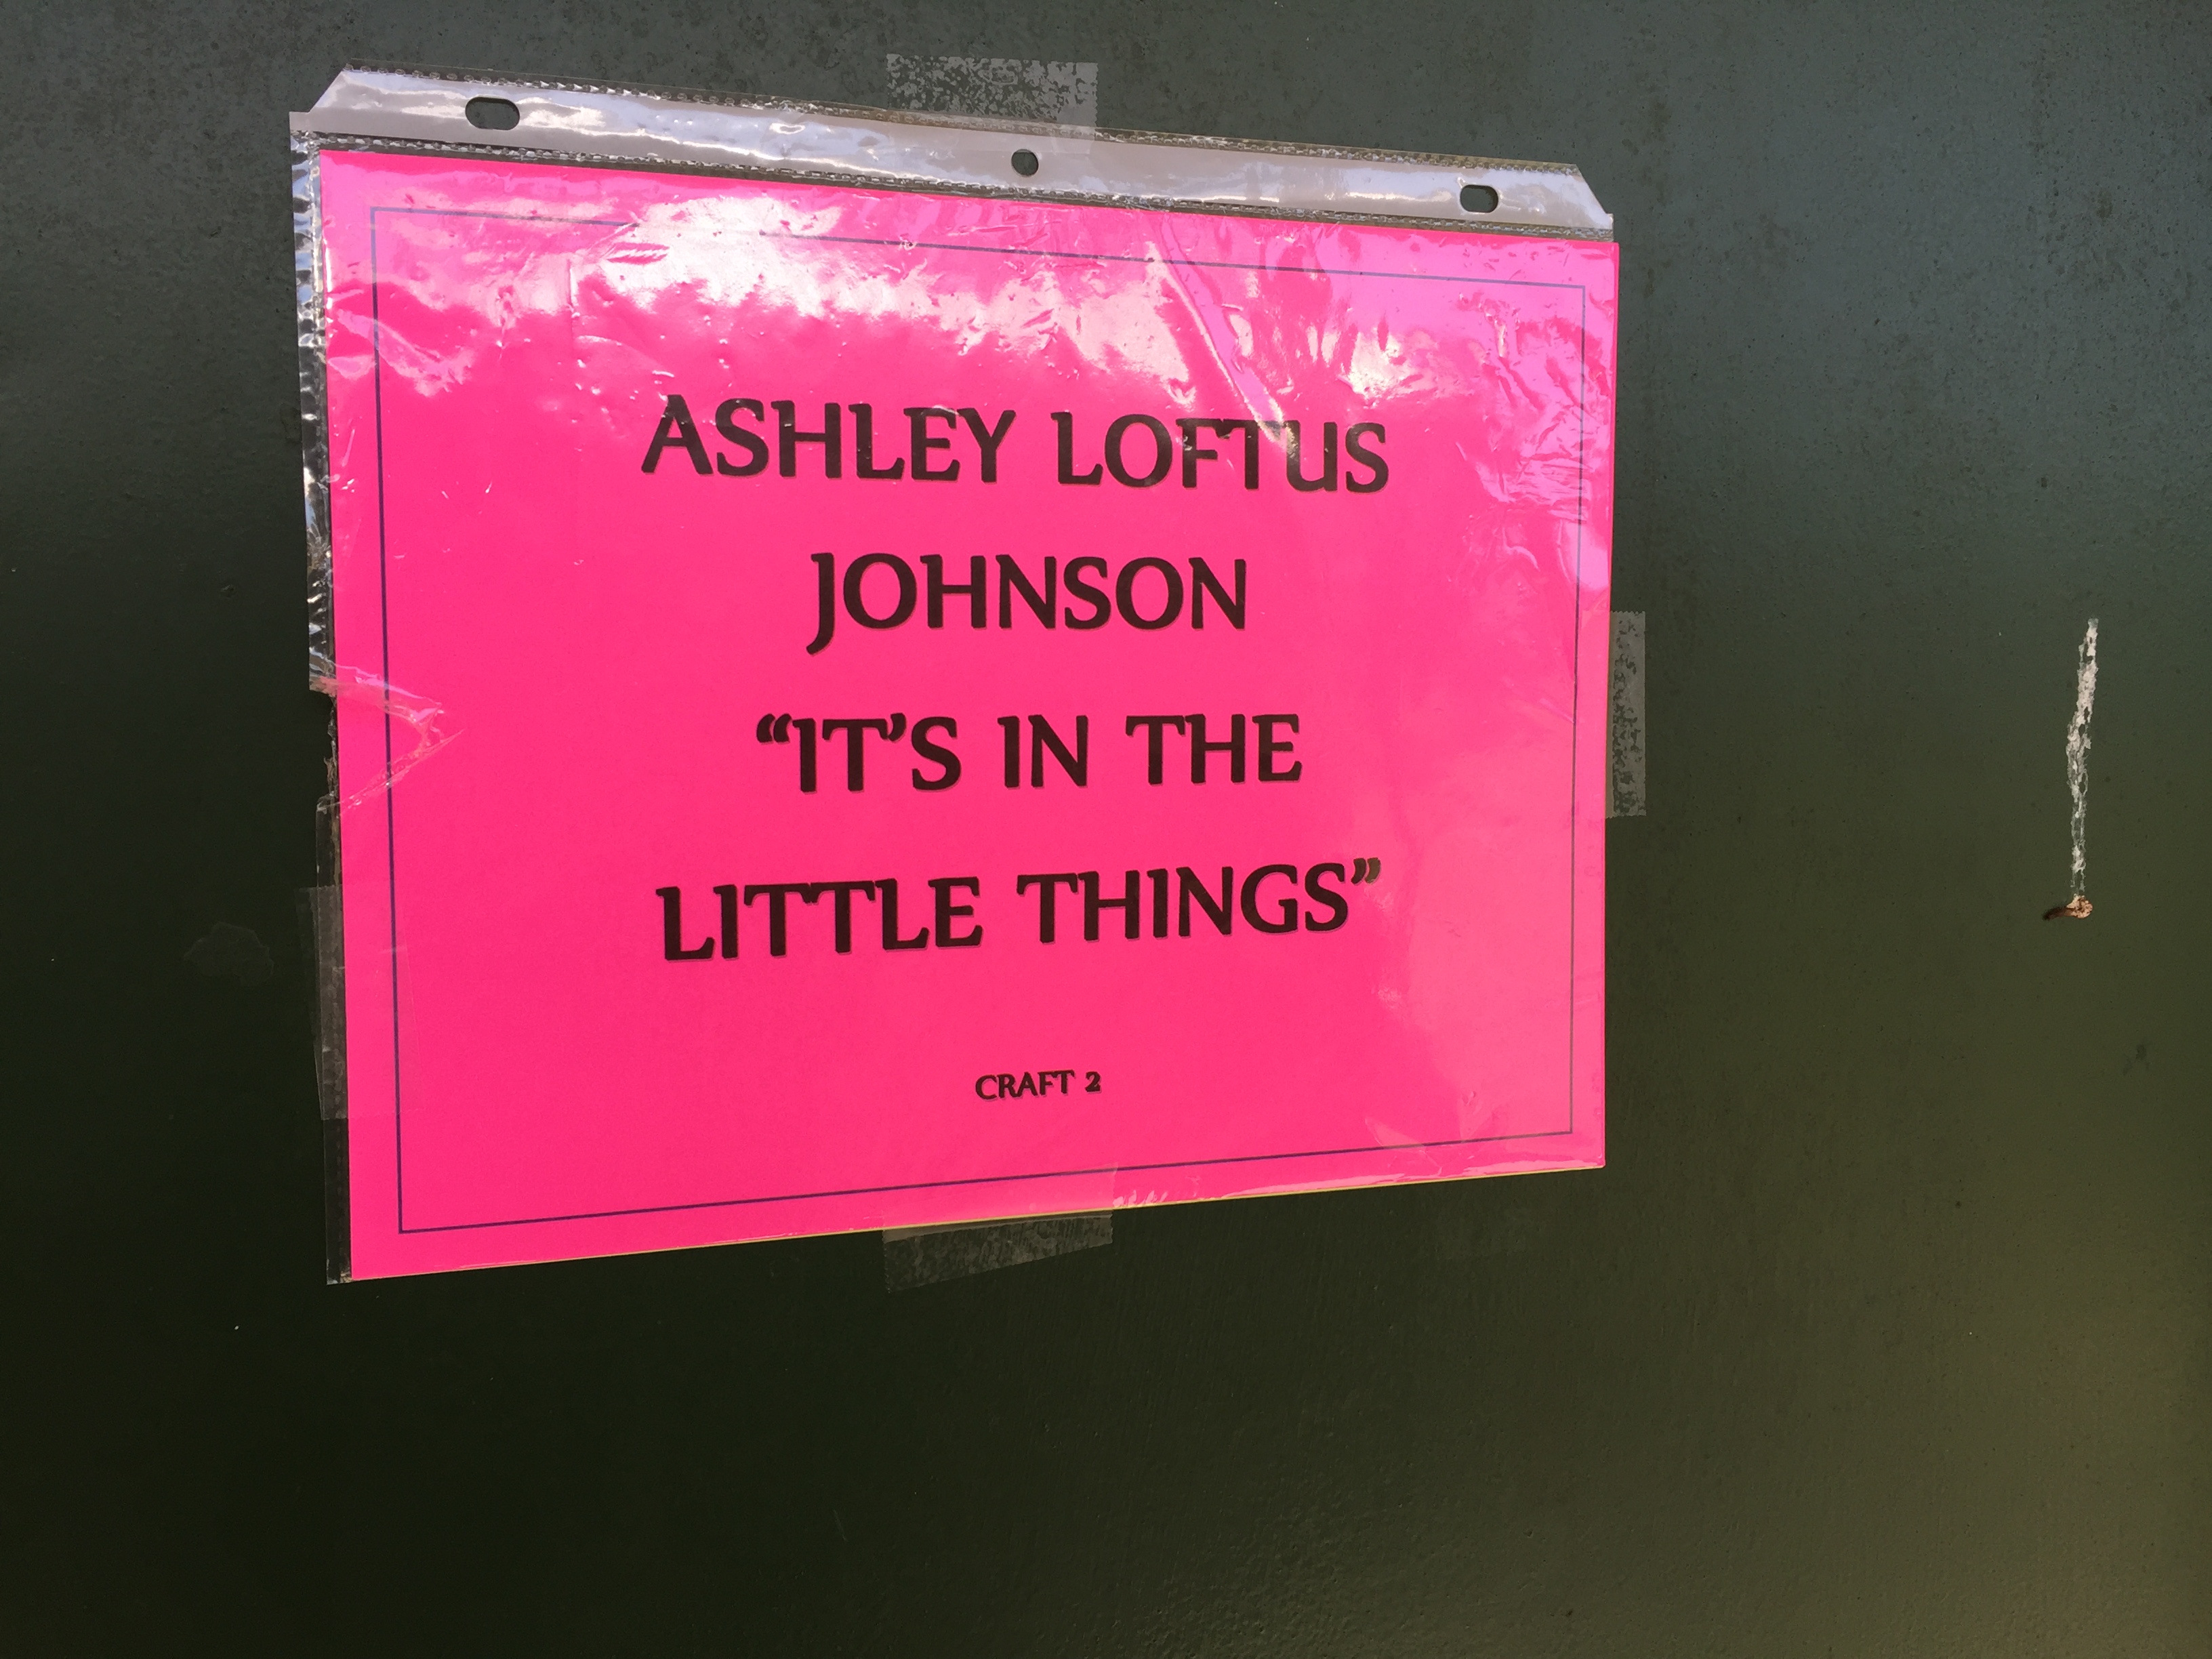 ASHLEY LOFTUS
JOHNSON
“IT’S IN THE
LITTLE THINGS”
CRAFT 2